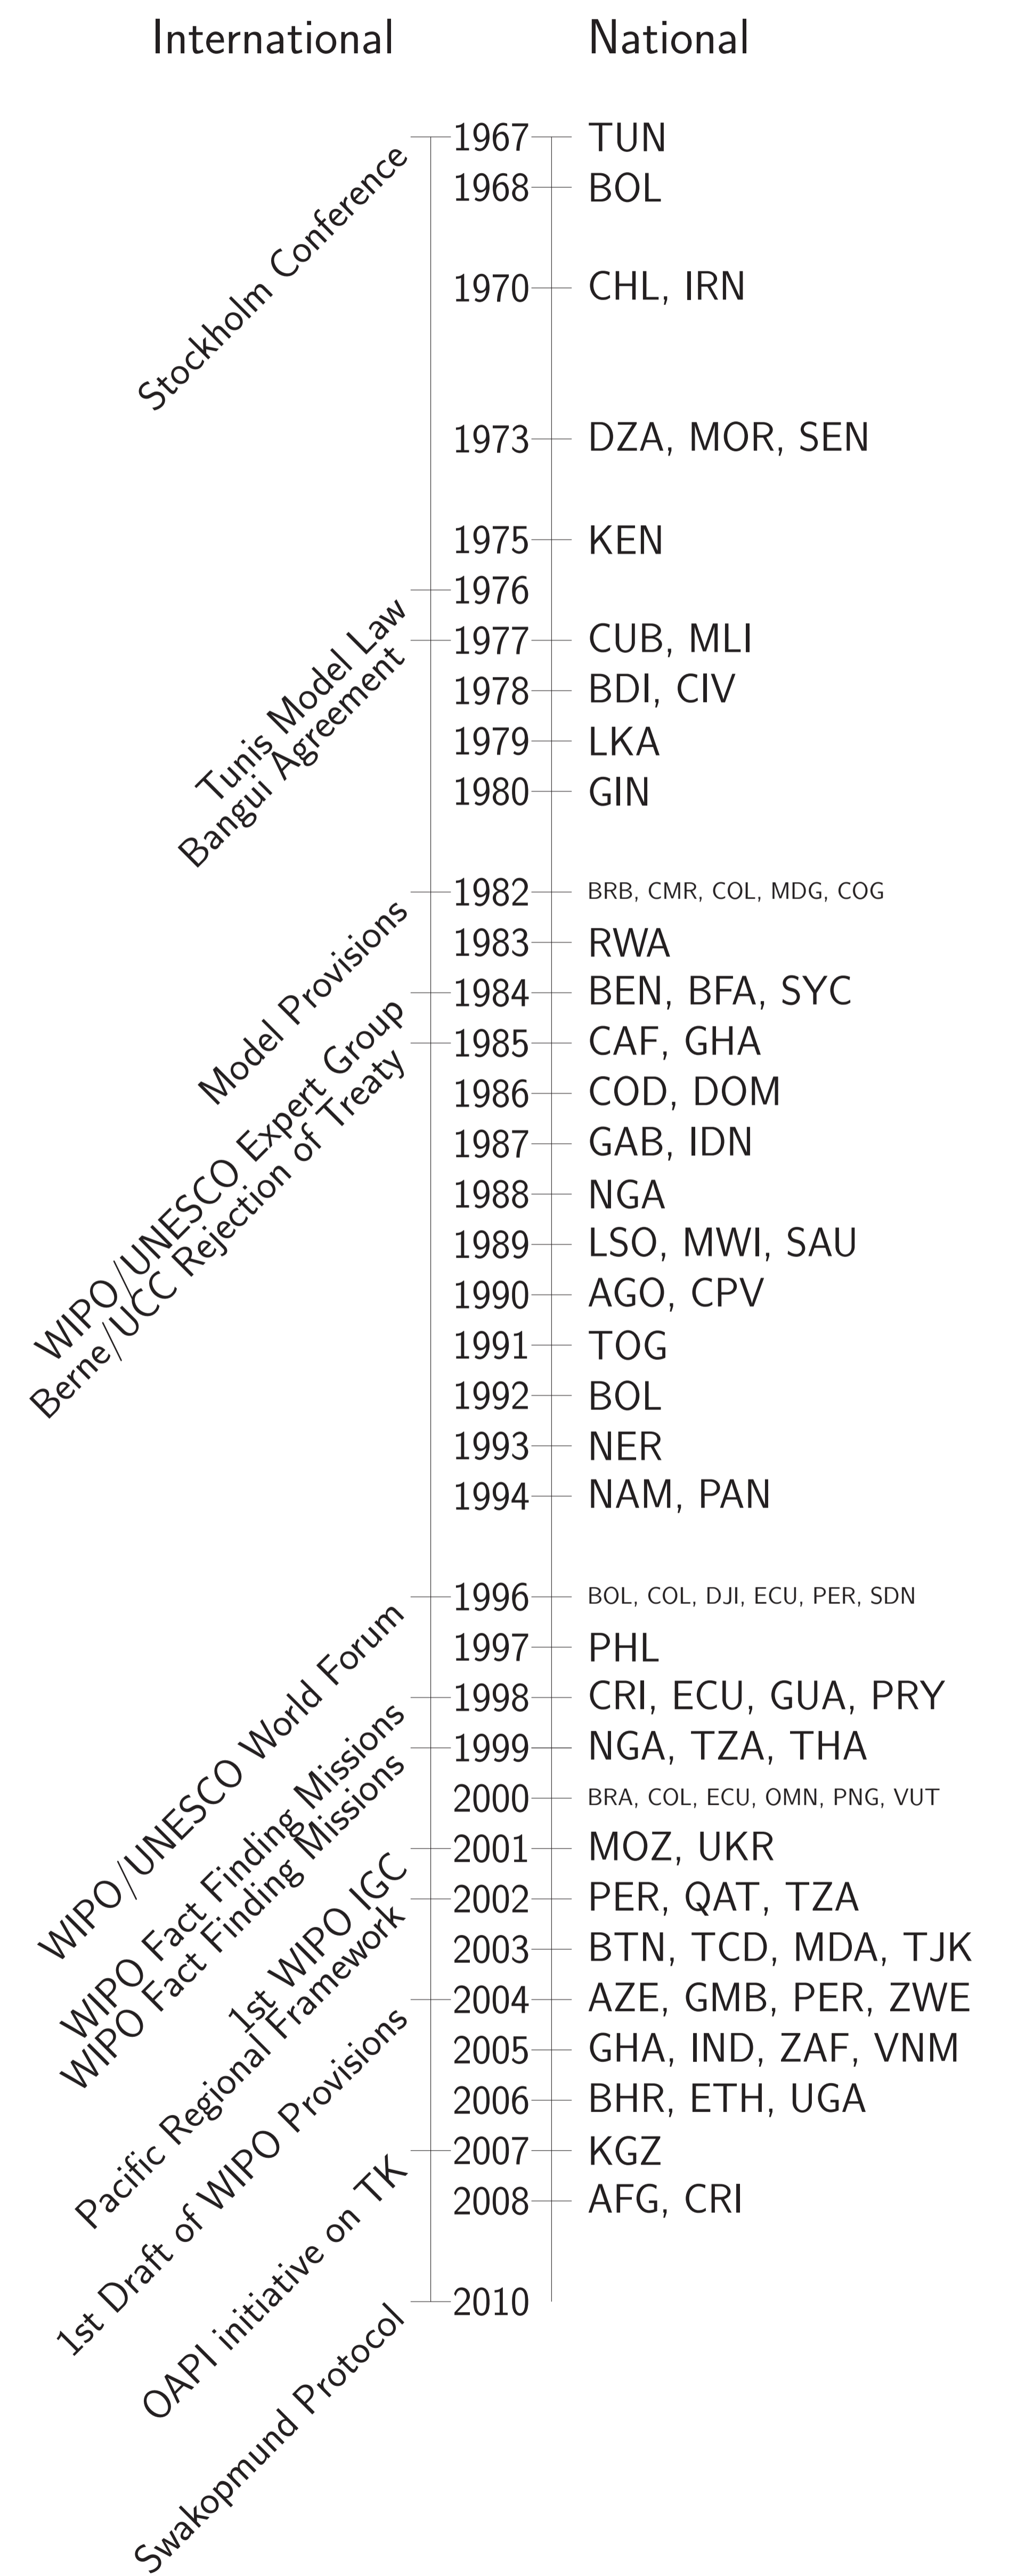 International National
1967 TUN
Stockholm Conference
1968 BOL
1970 CHL, IRN
1973 DZA, MOR, SEN
1975 KEN
1976
Tunis Model Law
1977 CUB, MLI
Bangui Agreement
1978 BDI, CIV
1979 LKA
1980 GIN
1982 BRB, CMR, COL, MDG, COG
Model Provisions
1983 RWA
1984 BEN, BFA, SYC
WIPO/UNESCO Expert Group
1985 CAF, GHA
Berne/UCC Rejection of Treaty
1986 COD, DOM
1987 GAB, IDN
1988 NGA
1989 LSO, MWI, SAU
1990 AGO, CPV
1991 TOG
1992 BOL
1993 NER
1994 NAM, PAN
1996 BOL, COL, DJI, ECU, PER, SDN
WIPO/UNESCO World Forum
1997 PHL
1998 CRI, ECU, GUA, PRY
WIPO Fact Finding Missions
1999 NGA, TZA, THA
WIPO Fact Finding Missions
2000 BRA, COL, ECU, OMN, PNG, VUT
2001 MOZ, UKR
1st WIPO IGC
2002 PER, QAT, TZA
Pacific Regional Framework
2003 BTN, TCD, MDA, TJK
2004 AZE, GMB, PER, ZWE
1st Draft of WIPO Provisions
2005 GHA, IND, ZAF, VNM
2006 BHR, ETH, UGA
2007 KGZ
OAPI initiative on TK
2008 AFG, CRI
2010
Swakopmund Protocol